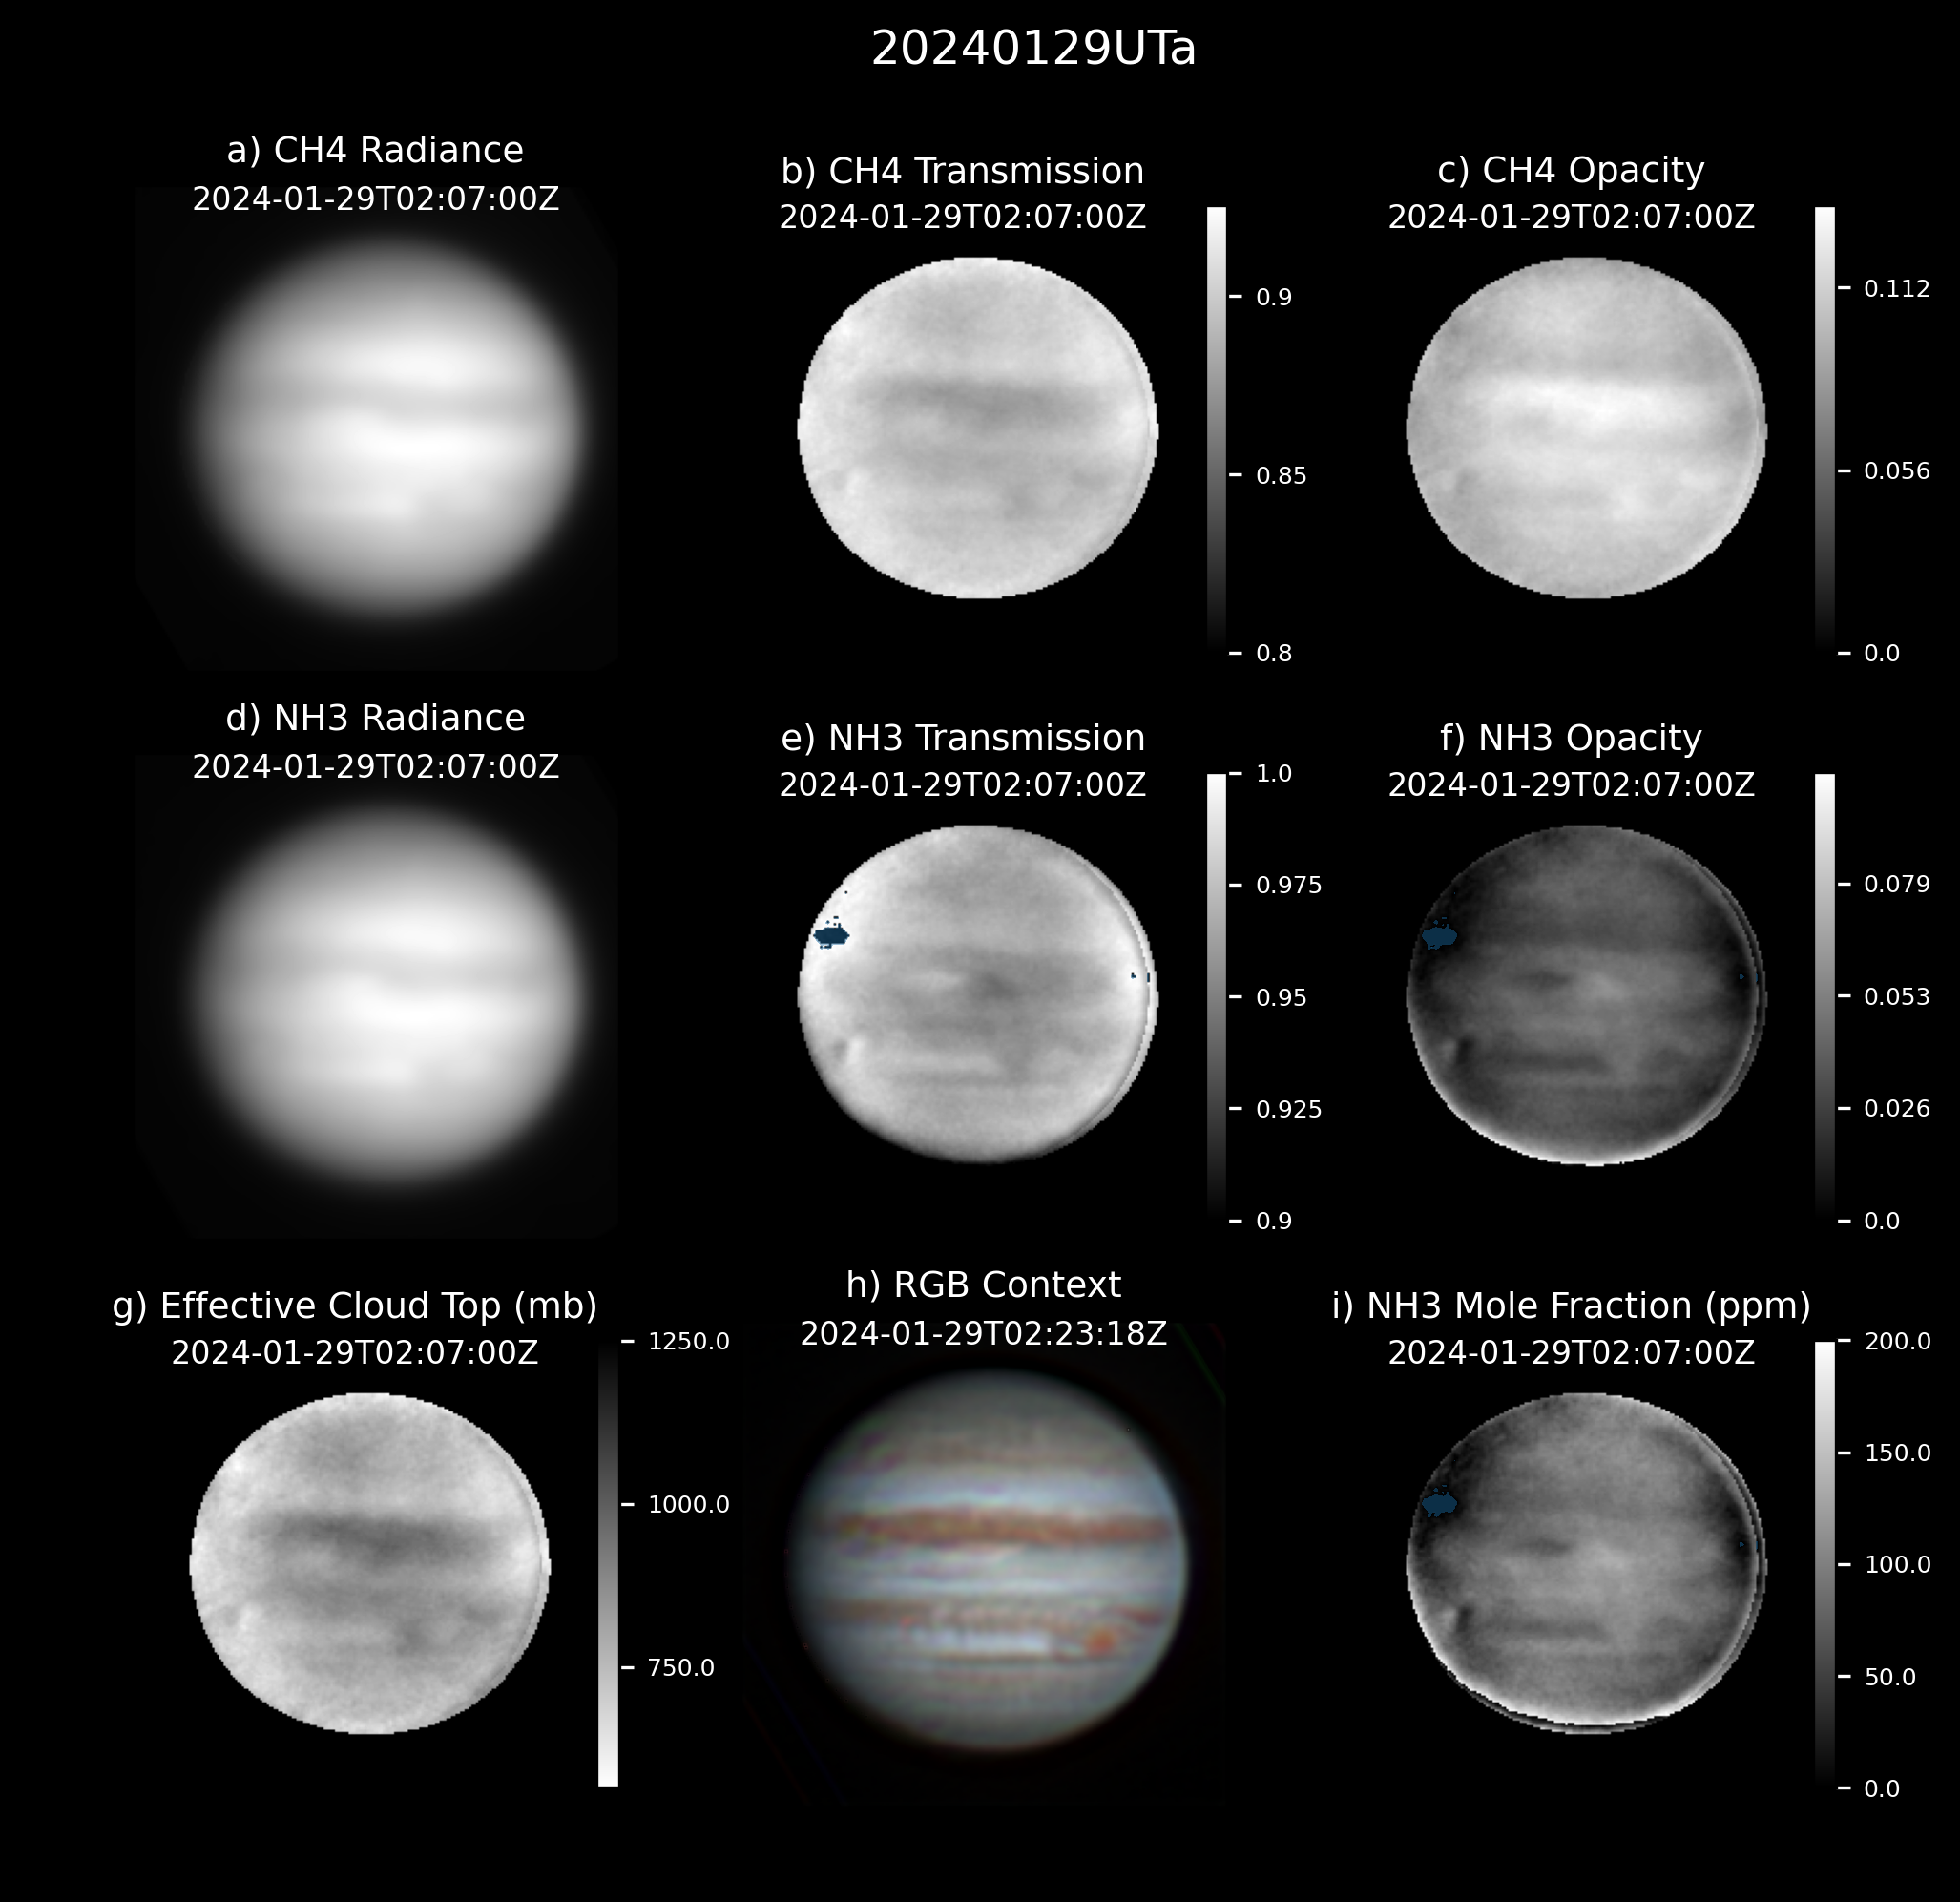 20240129UTa
a) CH4 Radiance
2024-01-29T02:07:00Z
b) CH4 Transmission
2024-01-29T02:07:00Z
0.9
0.85
0.8
c) CH4 Opacity
2024-01-29T02:07:00Z
0.112
0.056
0.0
d) NH3 Radiance
2024-01-29T02:07:00Z
e) NH3 Transmission
2024-01-29T02:07:00Z
1.0
0.975
0.95
0.925
0.9
f) NH3 Opacity
2024-01-29T02:07:00Z
0.079
0.053
0.026
0.0
g) Effective Cloud Top (mb)
2024-01-29T02:07:00Z
1250.0
1000.0
750.0
h) RGB Context
2024-01-29T02:23:18Z
i) NH3 Mole Fraction (ppm)
2024-01-29T02:07:00Z
200.0
150.0
100.0
50.0
0.0